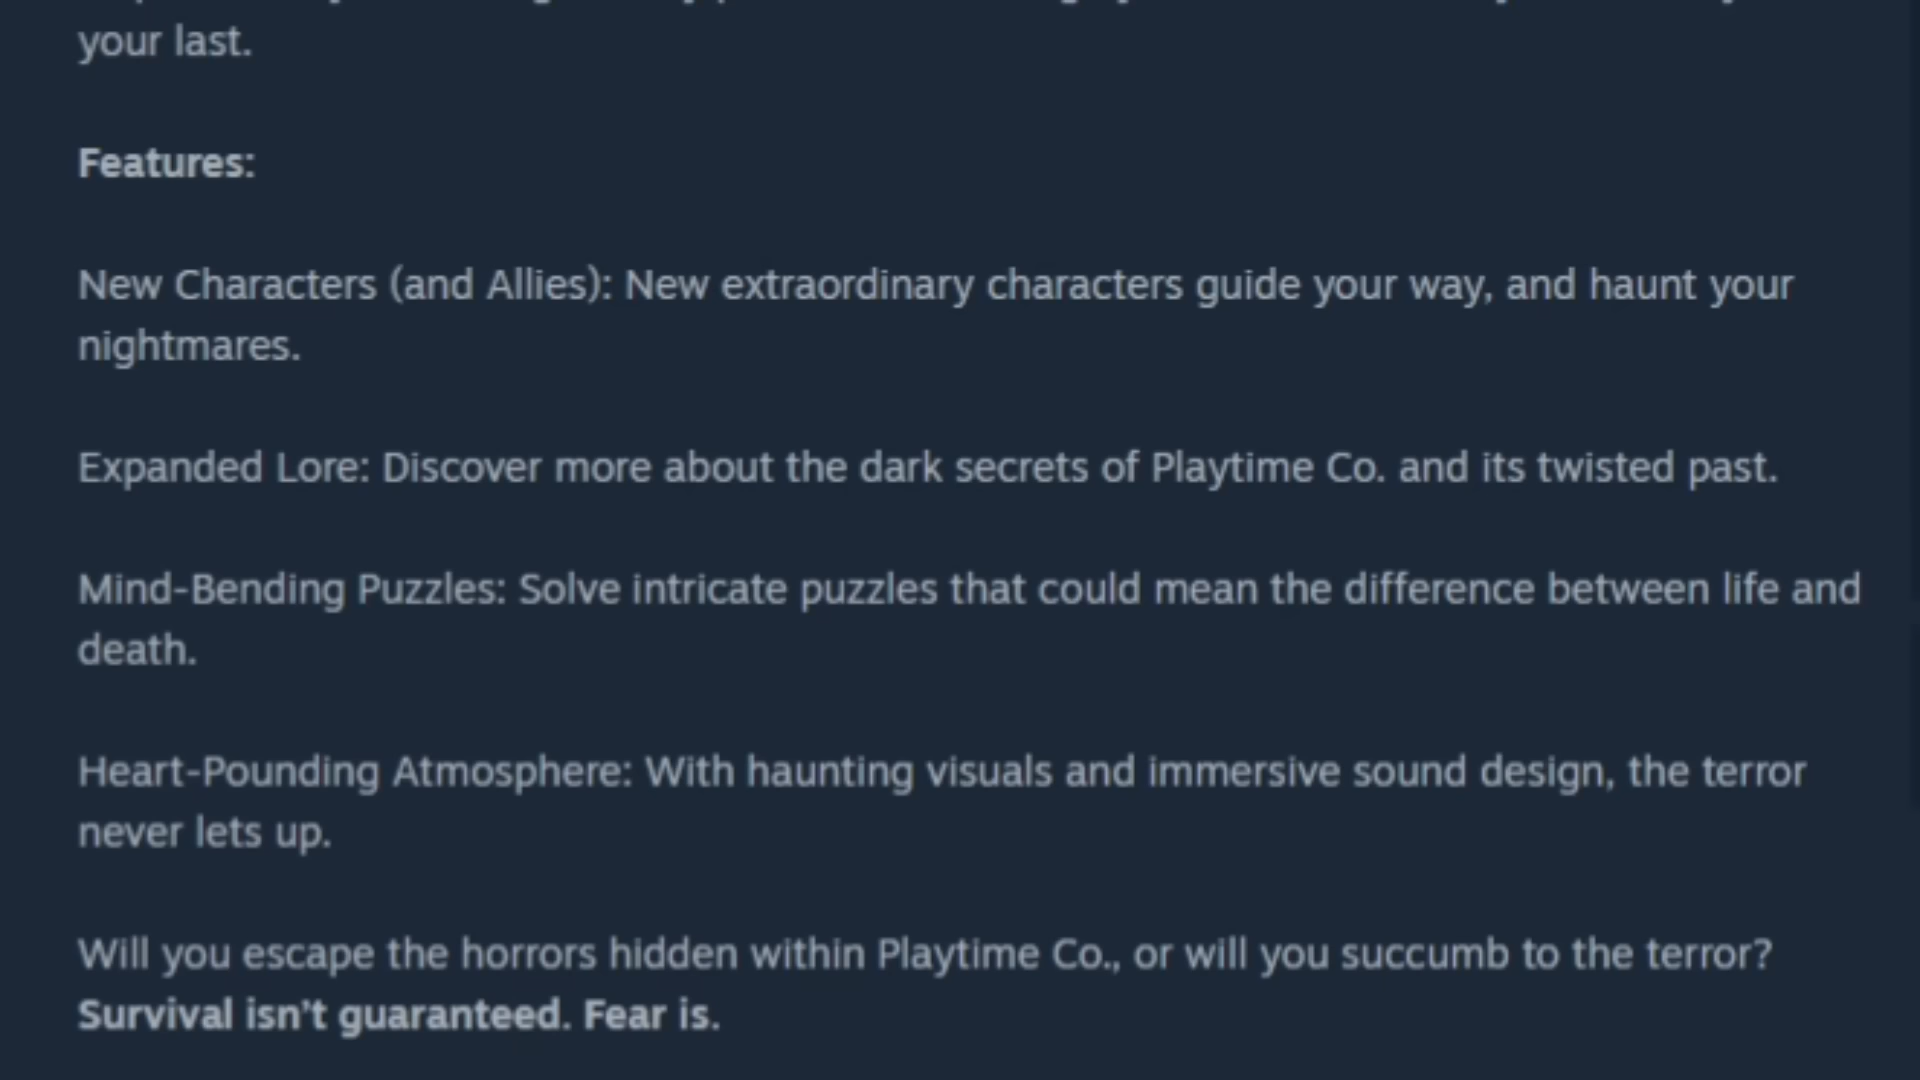 your last.
Features:
New Characters (and Allies): New extraordinary characters guide your way, and haunt your
nightmares.
Expanded Lore: Discover more about the dark secrets of Playtime Co. and its twisted past.
Mind-Bending Puzzles: Solve intricate puzzles that could mean the difference between life and
death.
Heart-Pounding Atmosphere: With haunting visuals and immersive sound design, the terror
never lets up.
Will you escape the horrors hidden within Playtime Co., or will you succumb to the terror?
Survival isn't guaranteed. Fear is.